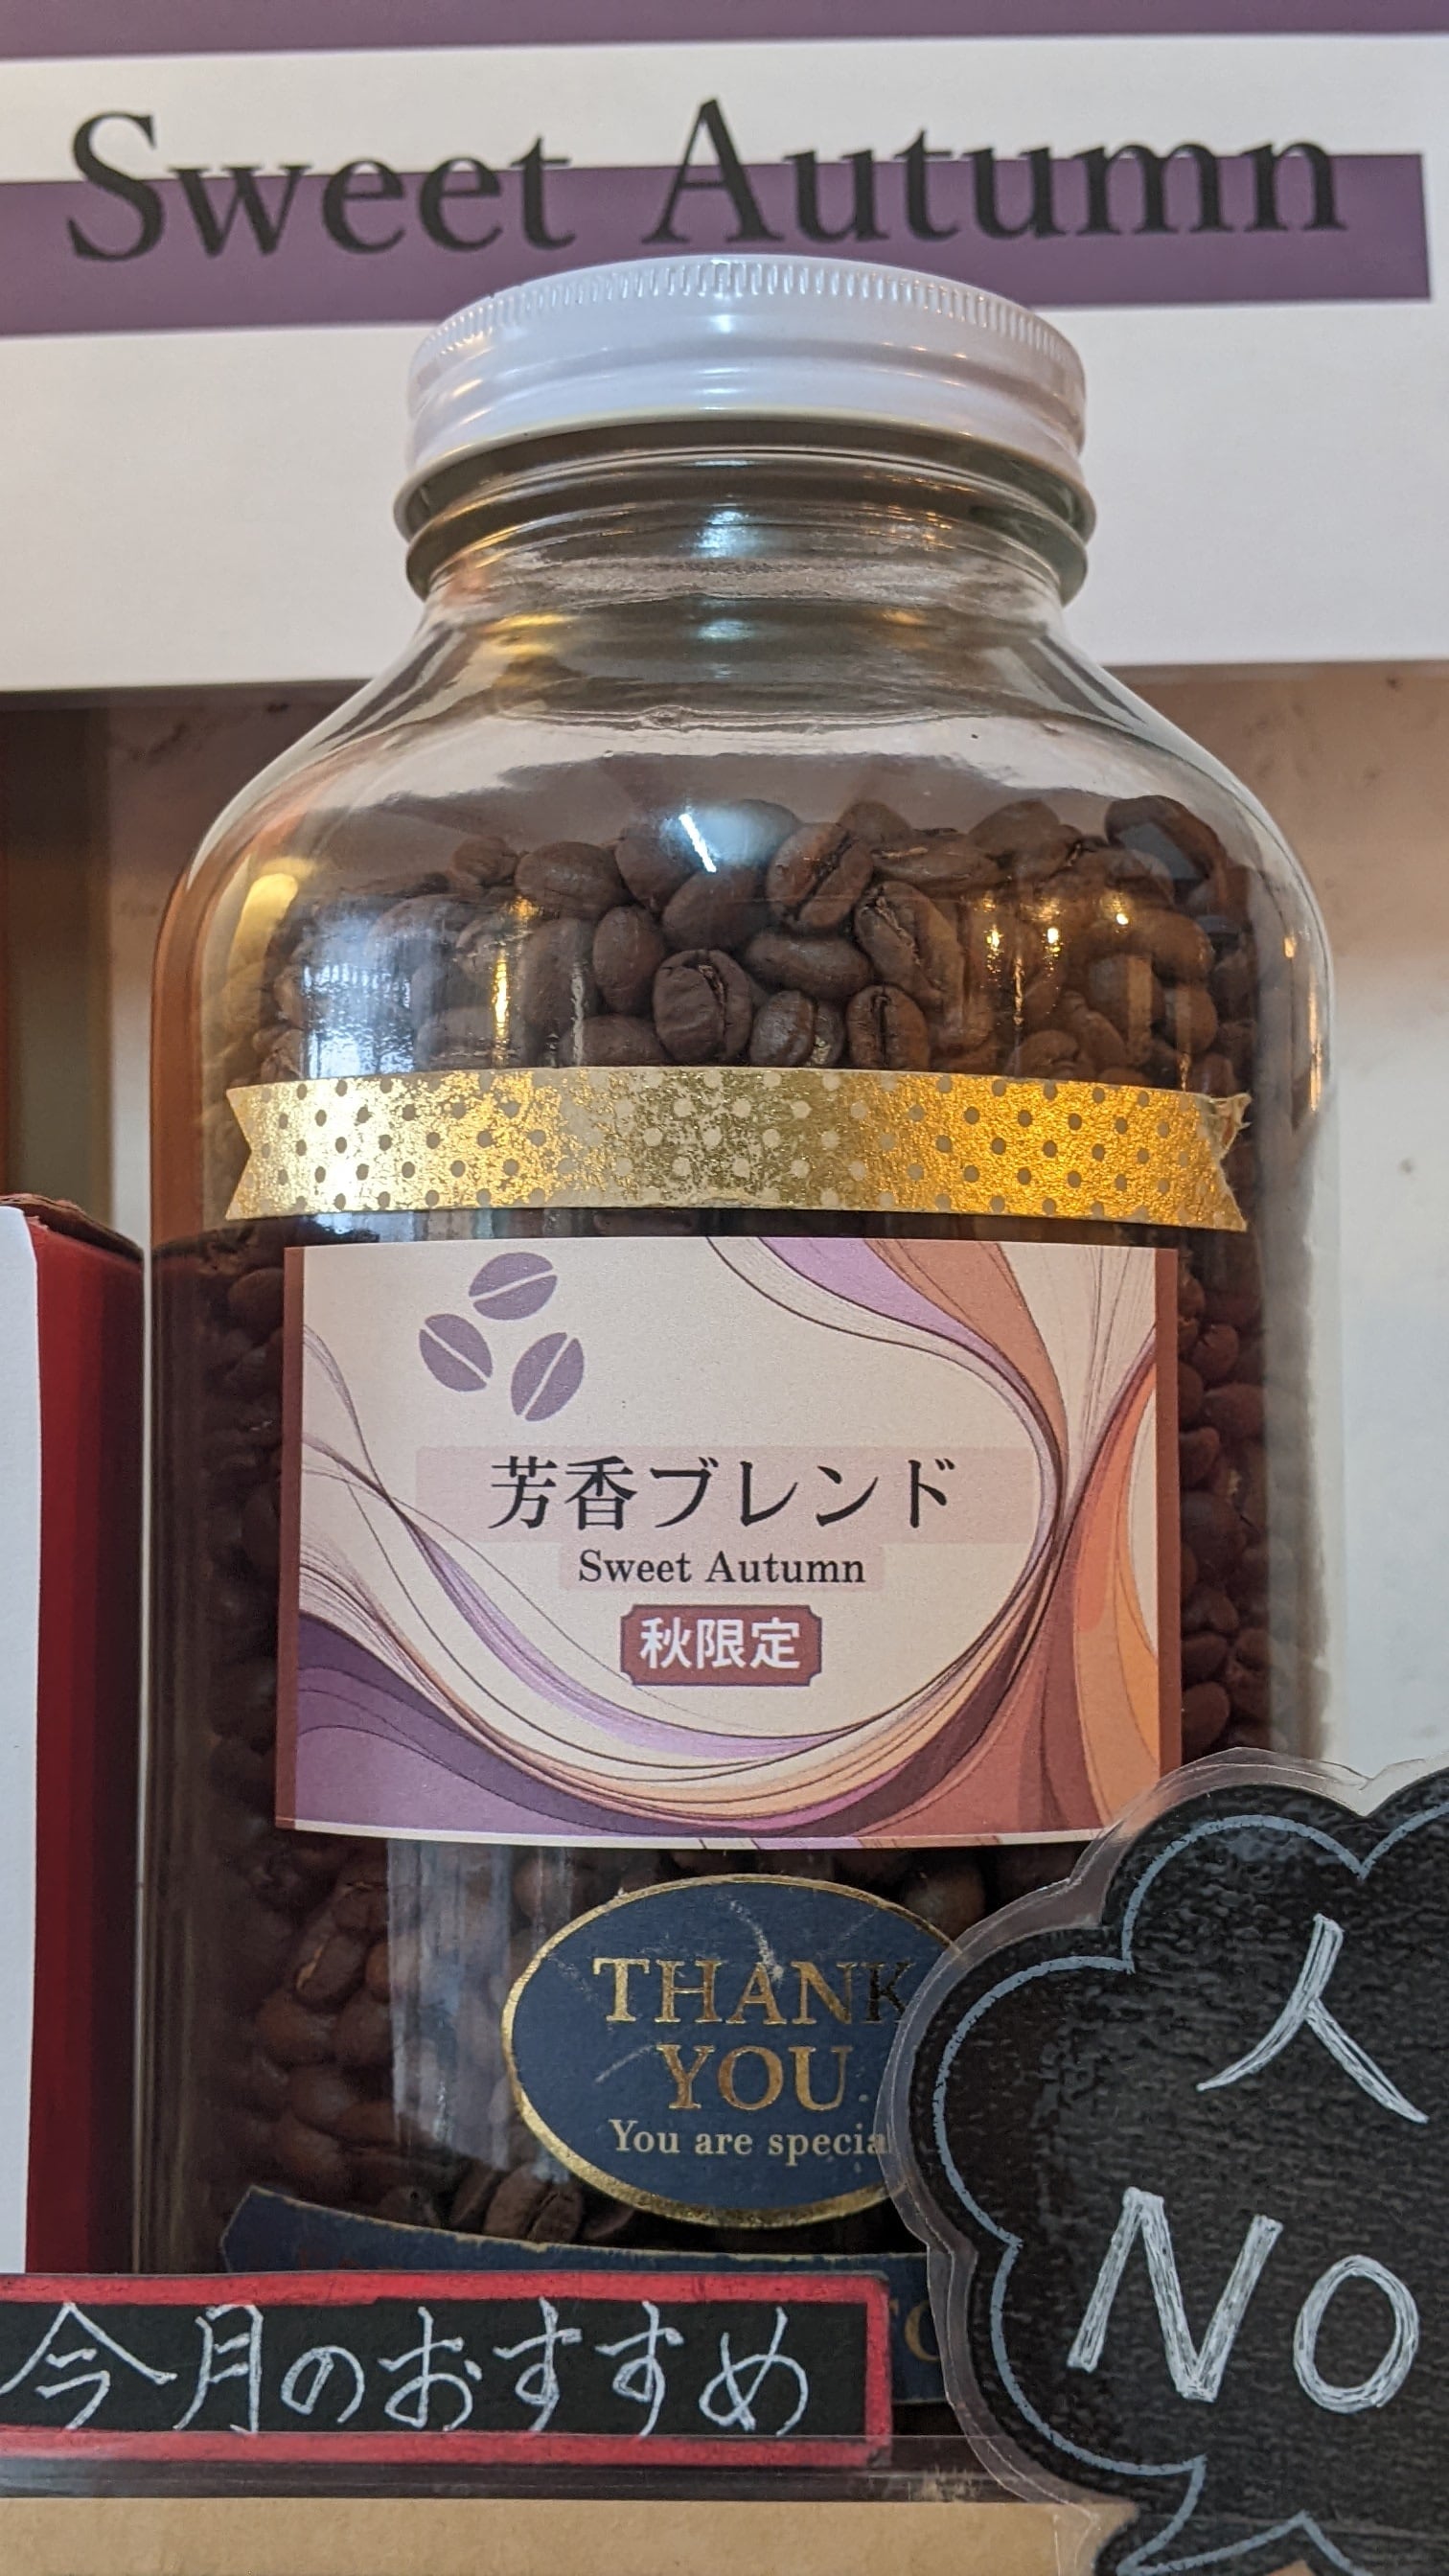 Sweet Autumn
芳香ブレンド
Sweet Autumn
秋限定
THANK
YOU
You are specia
人
NO
今月のおすすめ